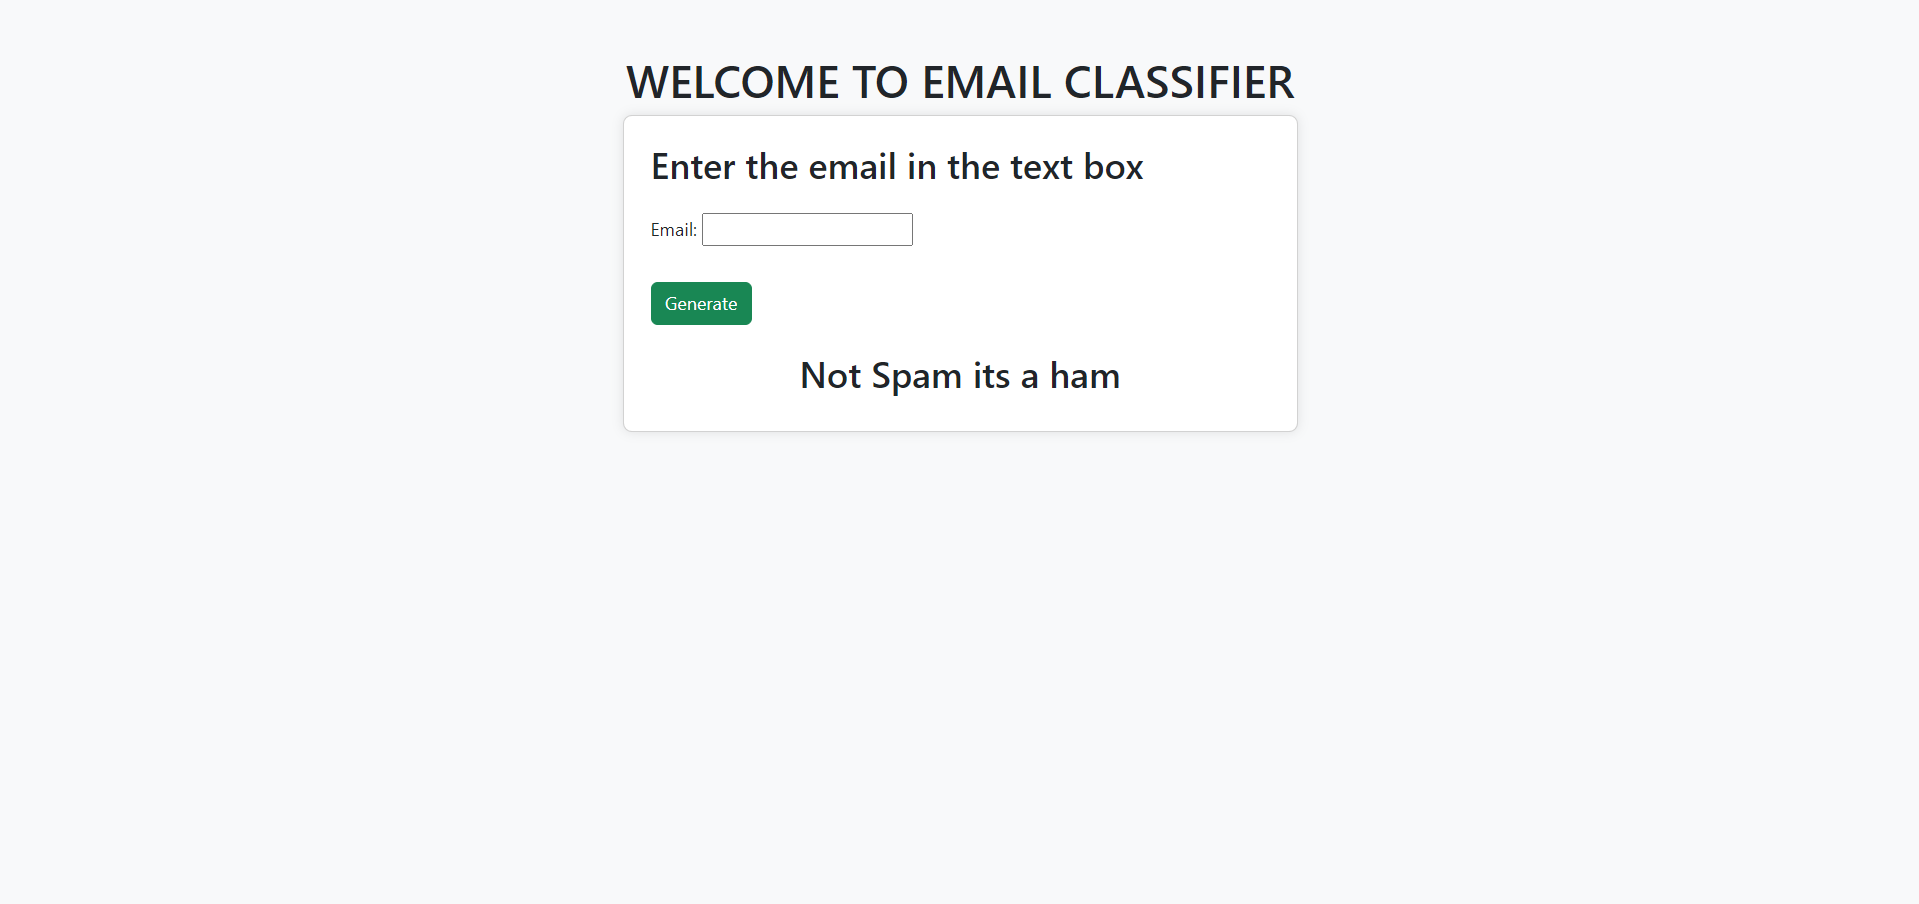 WELCOME TO EMAIL CLASSIFIER
Enter the email in the text box
Email:
Generate
Not Spam its a ham